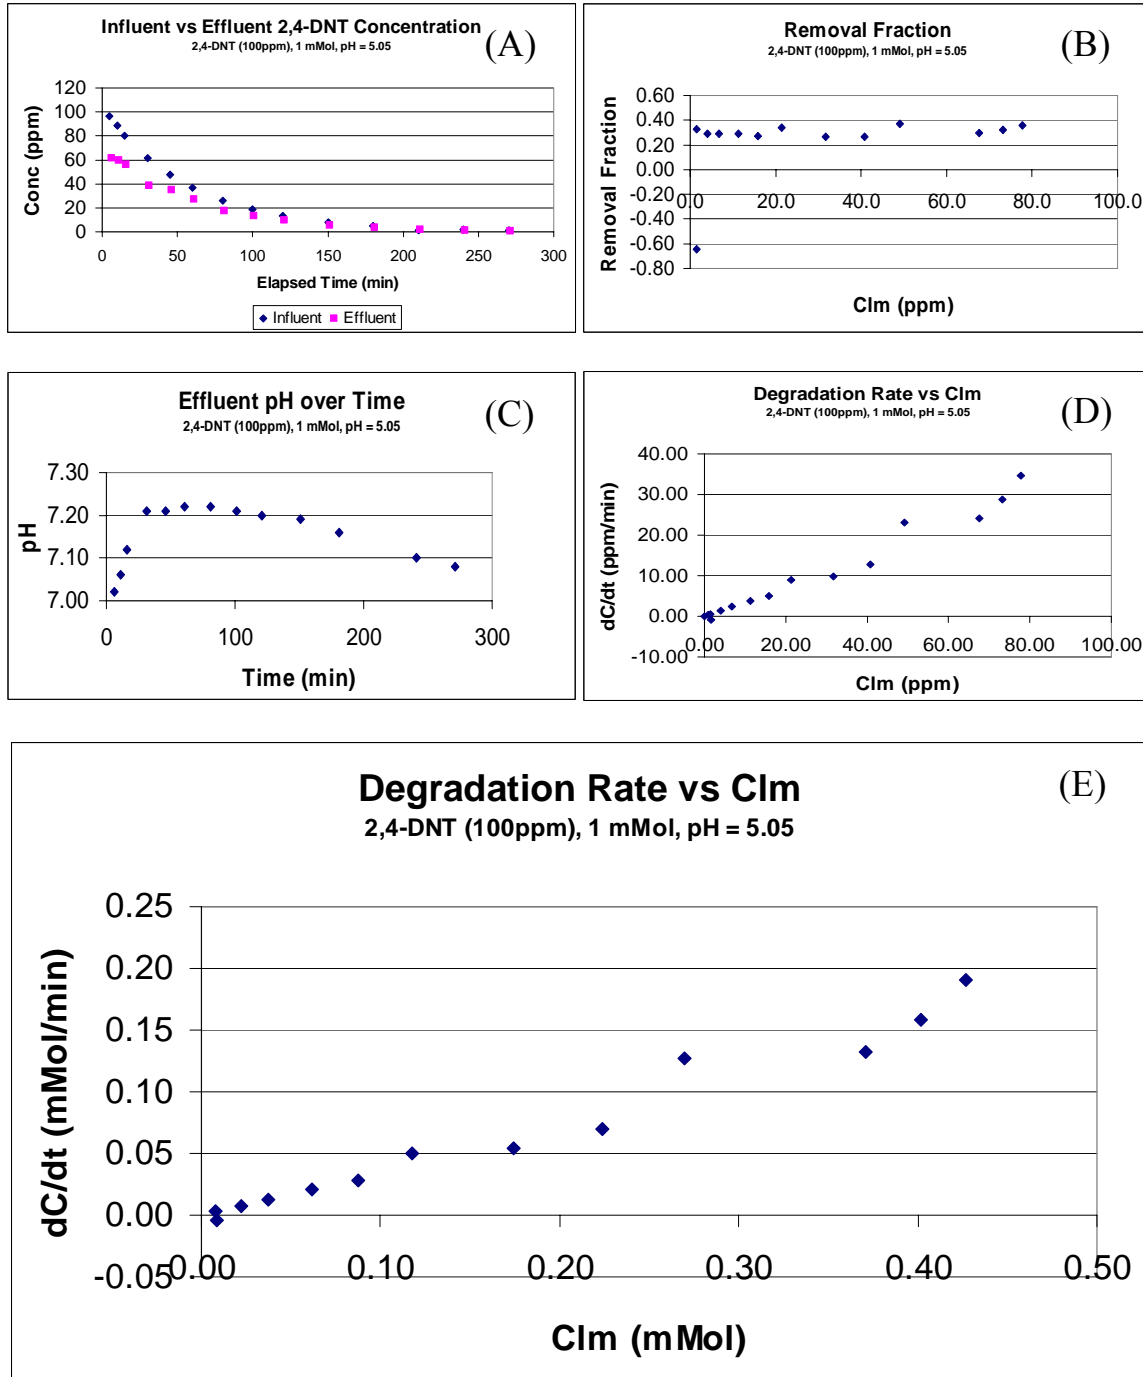 Influent vs Effluent 2,4-DNT Concentration
2,4-DNT (100ppm), 1 mMol, pH = 5.05
(A)
Conc (ppm)
120
100
80
60
40
20
0
0 50 100 150 200 250 300
Elapsed Time (min)
Influent Effluent
Removal Fraction
2,4-DNT (100ppm), 1 mMol, pH = 5.05
(B)
Removal Fraction
0.60
0.40
0.20
0.00
-0.20
-0.40
-0.60
-0.80
0.0 20.0 40.0 60.0 80.0 100.0
Clm (ppm)
Effluent pH over Time
2,4-DNT (100ppm), 1 mMol, pH = 5.05
(C)
pH
7.30
7.20
7.10
7.00
0 100 200 300
Time (min)
Degradation Rate vs Clm
2,4-DNT (100ppm), 1 mMol, pH = 5.05
(D)
dC/dt (ppm/min)
40.00
30.00
20.00
10.00
0.00
-10.00
0.00 20.00 40.00 60.00 80.00 100.00
Clm (ppm)
Degradation Rate vs Clm
2,4-DNT (100ppm), 1 mMol, pH = 5.05
(E)
dC/dt (mMol/min)
0.25
0.20
0.15
0.10
0.05
0.00
-0.05
0.00 0.10 0.20 0.30 0.40 0.50
Clm (mMol)